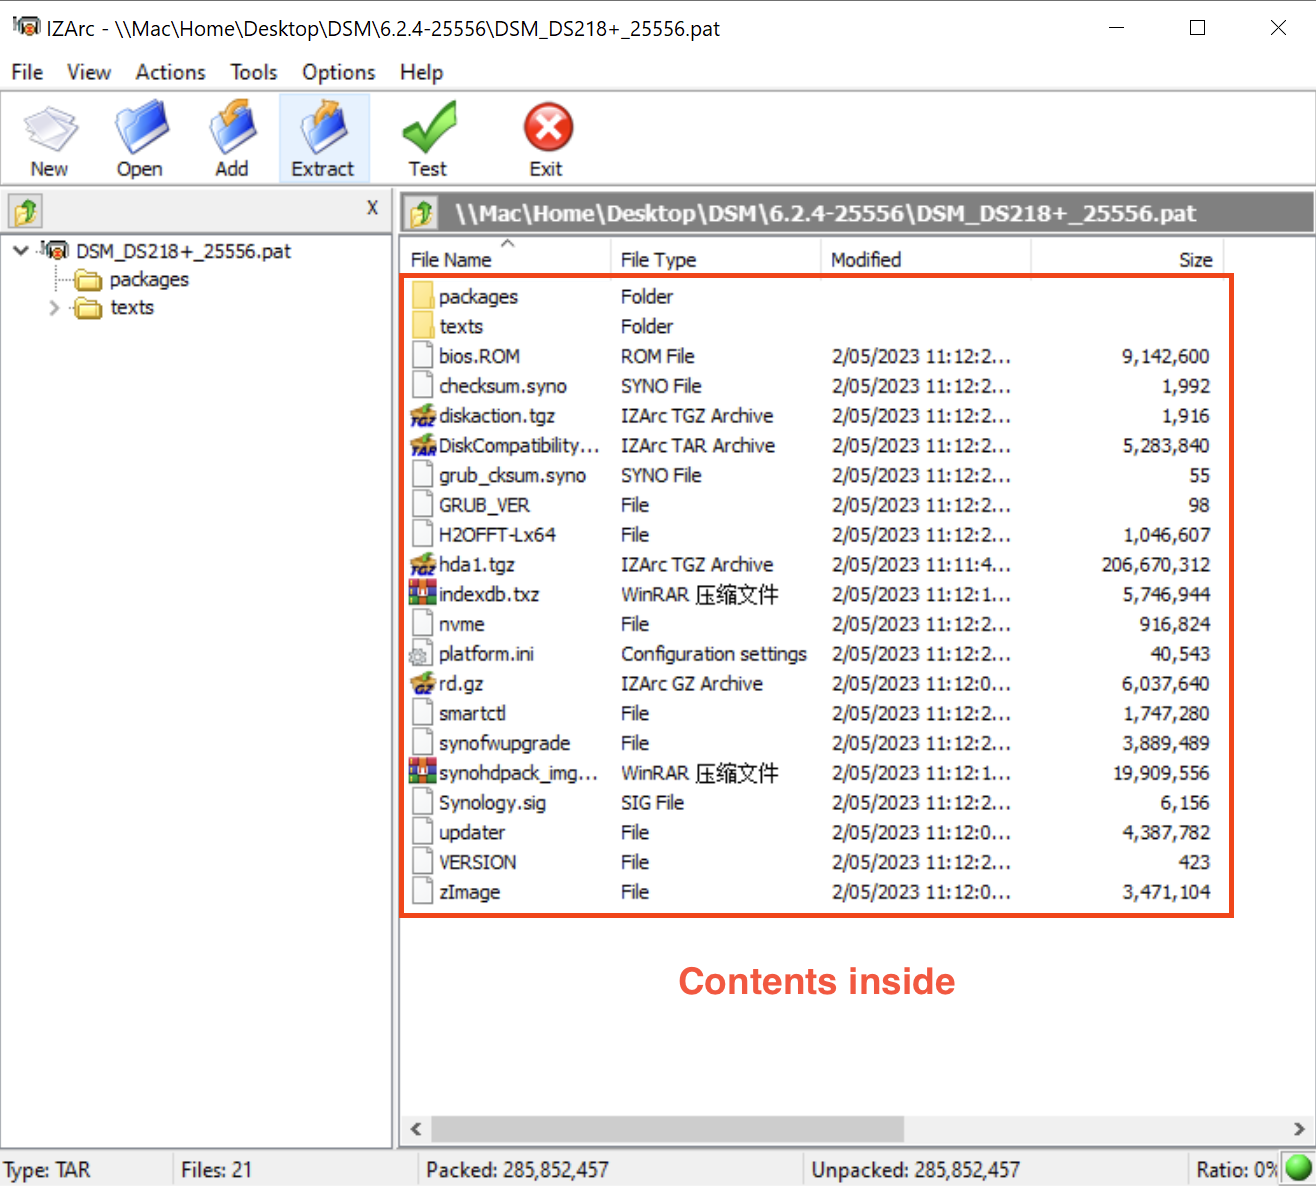 IZArc - \\Mac\Home\Desktop\DSM\6.2.4-25556\DSM_DS218+_25556.pat
File View Actions Tools Options Help
New Open Add Extract Test Exit
X
\\Mac\Home\Desktop\DSM\6.2.4-25556\DSM_DS218+_25556.pat
DSM_DS218+_25556.pat
packages
texts
File Name File Type Modified Size
packages Folder
texts Folder
bios.ROM ROM File 2/05/2023 11:12:2... 9,142,600
checksum.syno SYNO File 2/05/2023 11:12:2... 1,992
TGZ diskaction.tgz IZArc TGZ Archive 2/05/2023 11:12:2... 1,916
TAR DiskCompatibility... IZArc TAR Archive 2/05/2023 11:12:2... 5,283,840
grub_cksum.syno SYNO File 2/05/2023 11:12:2... 55
GRUB_VER File 2/05/2023 11:12:2... 98
H2OFFT-Lx64 File 2/05/2023 11:12:2... 1,046,607
TGZ hda1.tgz IZArc TGZ Archive 2/05/2023 11:11:4... 206,670,312
indexdb.txz WinRAR 压缩文件 2/05/2023 11:12:1... 5,746,944
nvme File 2/05/2023 11:12:2... 916,824
platform.ini Configuration settings 2/05/2023 11:12:2... 40,543
GZ rd.gz IZArc GZ Archive 2/05/2023 11:12:0... 6,037,640
smartctl File 2/05/2023 11:12:2... 1,747,280
synofwupgrade File 2/05/2023 11:12:2... 3,889,489
synohdpack_img... WinRAR 压缩文件 2/05/2023 11:12:1... 19,909,556
Synology.sig SIG File 2/05/2023 11:12:2... 6,156
updater File 2/05/2023 11:12:0... 4,387,782
VERSION File 2/05/2023 11:12:2... 423
zImage File 2/05/2023 11:12:0... 3,471,104
Contents inside
Type: TAR Files: 21 Packed: 285,852,457 Unpacked: 285,852,457 Ratio: 0%